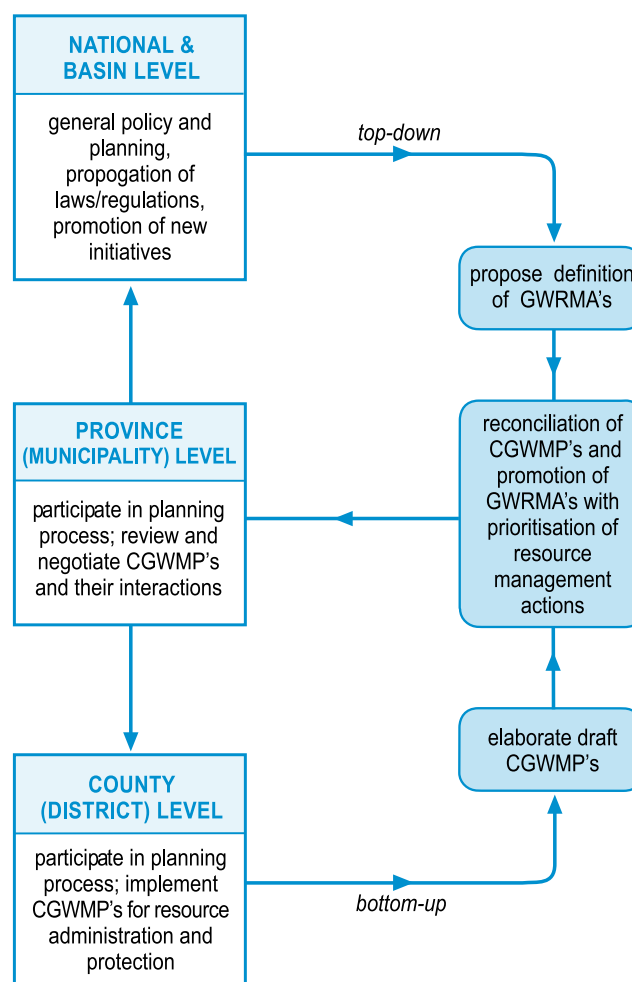 NATIONAL &
BASIN LEVEL
general policy and
planning,
propogation of
laws/regulations,
promotion of new
initiatives
top-down
propose definition
of GWRMA's
PROVINCE
(MUNICIPALITY) LEVEL
participate in planning
process; review and
negotiate CGWMP's
and their interactions
reconciliation of
CGWMP's and
promotion of
GWRMA's with
prioritisation of
resource
management
actions
elaborate draft
CGWMP's
COUNTY
(DISTRICT) LEVEL
participate in planning
process; implement
CGWMP's for resource
administration and
protection
bottom-up